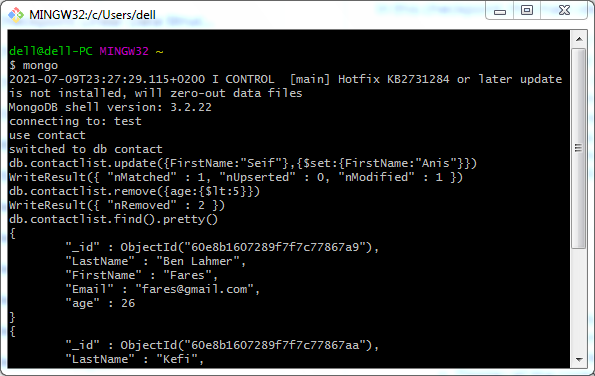 MINGW32:/c/Users/dell
dell@dell-PC MINGW32 ~
$ mongo
2021-07-09T23:27:29.115+0200 I CONTROL  [main] Hotfix KB2731284 or later update
is not installed, will zero-out data files
MongoDB shell version: 3.2.22
connecting to: test
use contact
switched to db contact
db.contactlist.update({FirstName:"Seif"},{$set:{FirstName:"Anis"}})
WriteResult({ "nMatched" : 1, "nUpserted" : 0, "nModified" : 1 })
db.contactlist.remove({age:{$lt:5}})
WriteResult({ "nRemoved" : 2 })
db.contactlist.find().pretty()
{
        "_id" : ObjectId("60e8b1607289f7f7c77867a9"),
        "LastName" : "Ben Lahmer",
        "FirstName" : "Fares",
        "Email" : "fares@gmail.com",
        "age" : 26
}
{
        "_id" : ObjectId("60e8b1607289f7f7c77867aa"),
        "LastName" : "Kefi",